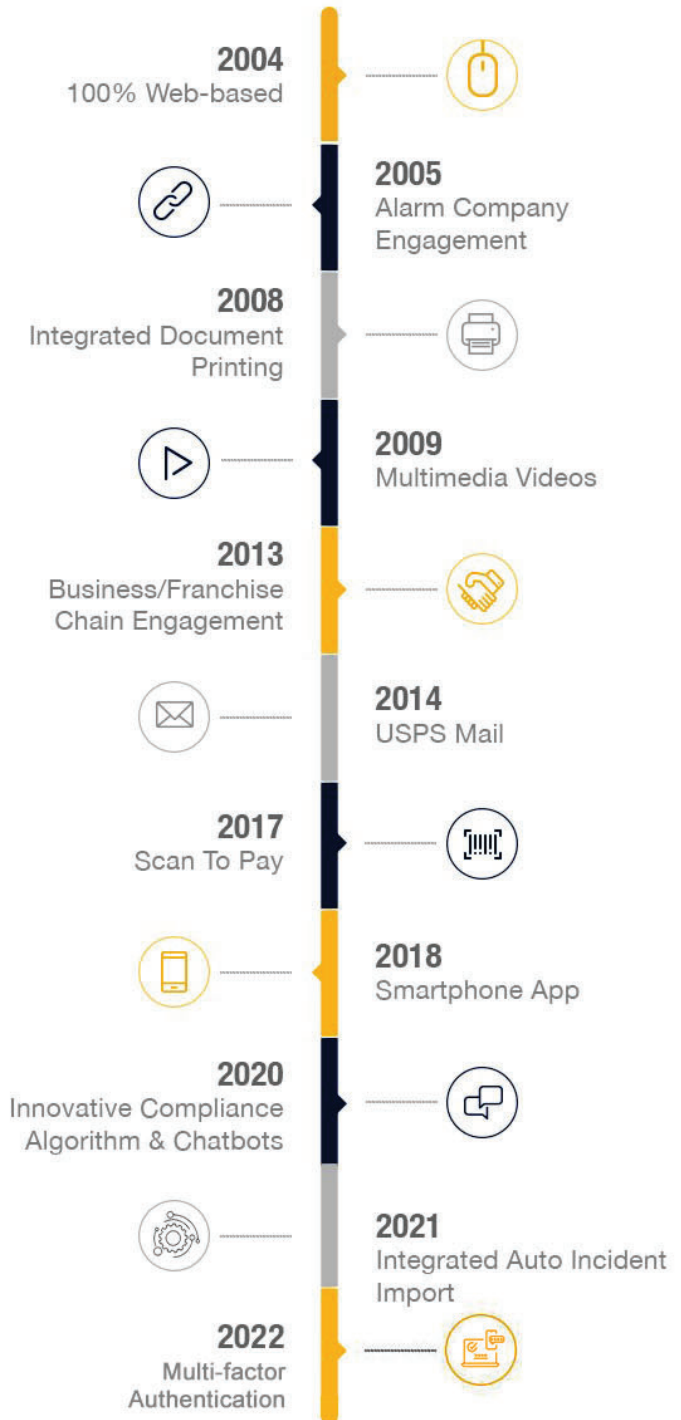 2004
100% Web-based
2005
Alarm Company
Engagement
2008
Integrated Document
Printing
2009
Multimedia Videos
2013
Business/Franchise
Chain Engagement
2014
USPS Mail
2017
Scan To Pay
2018
Smartphone App
2020
Innovative Compliance
Algorithm & Chatbots
2021
Integrated Auto Incident
Import
2022
Multi-factor
Authentication